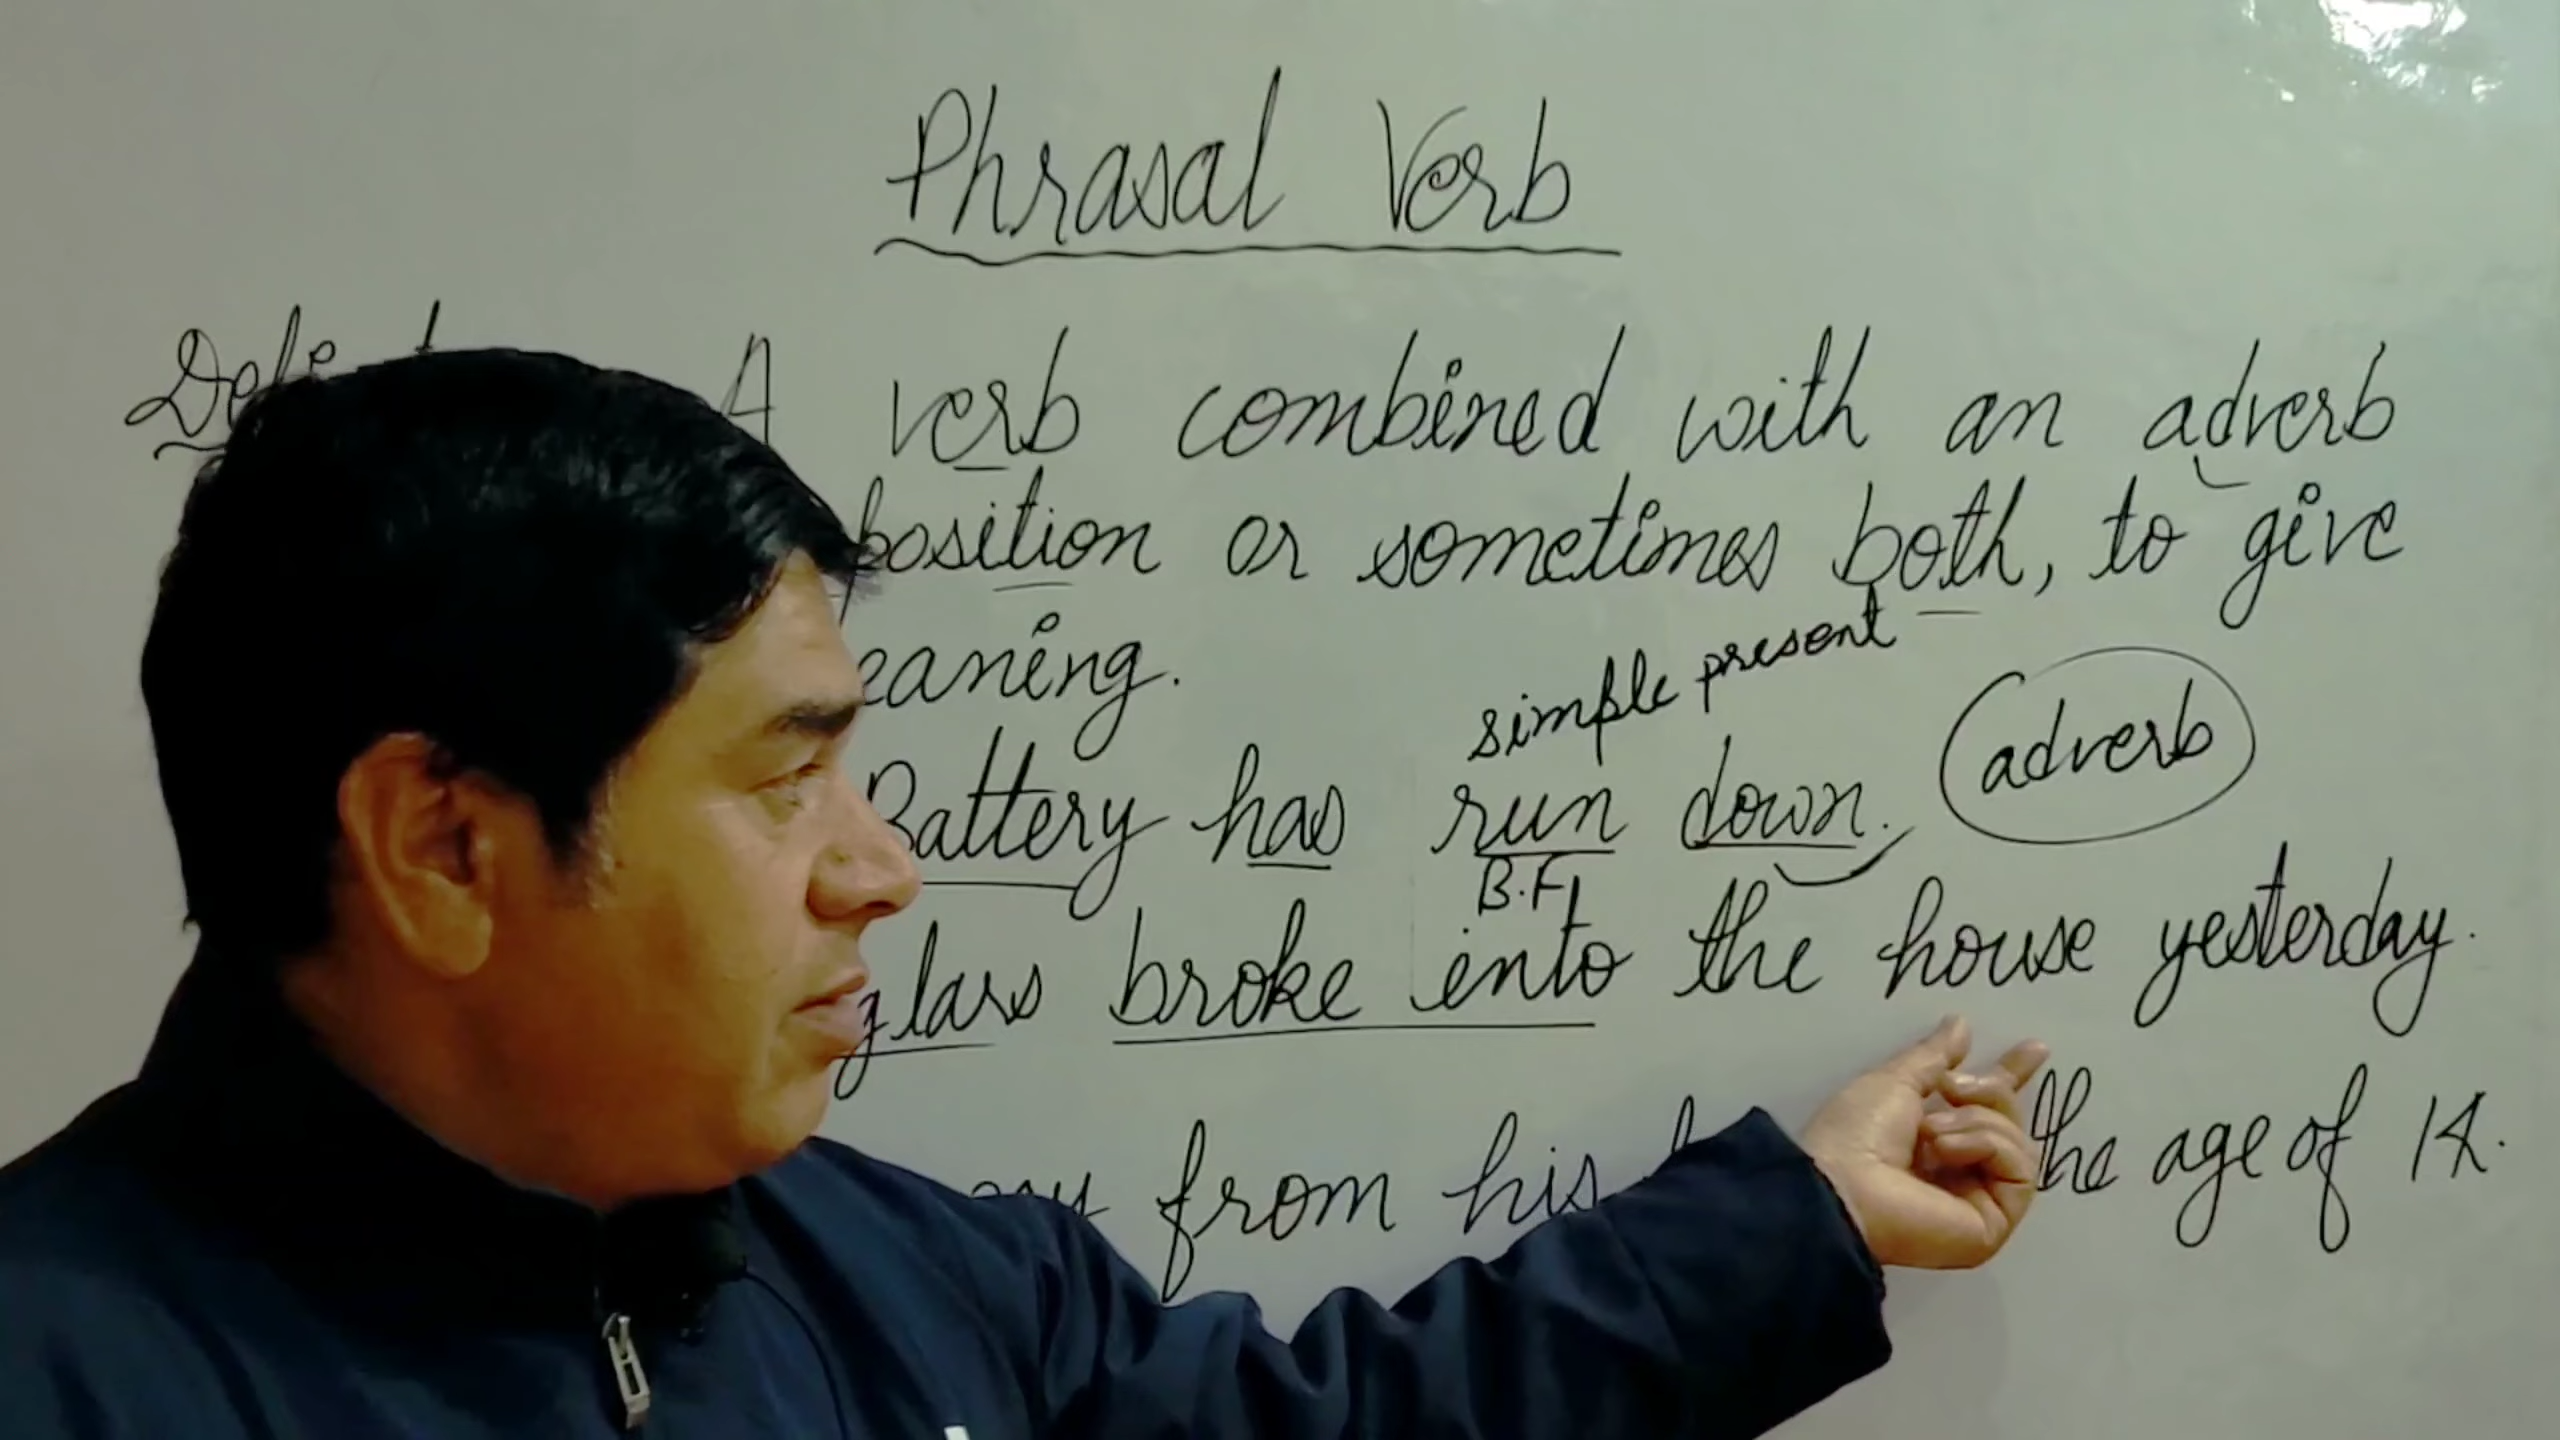 Phrasal Verb
A verb combined with an adverb
position or sometimes both, to give
eaning.
simple present
Battery has run down. adverb
B.F
glars broke into the house yesterday.
from his the age of 14.